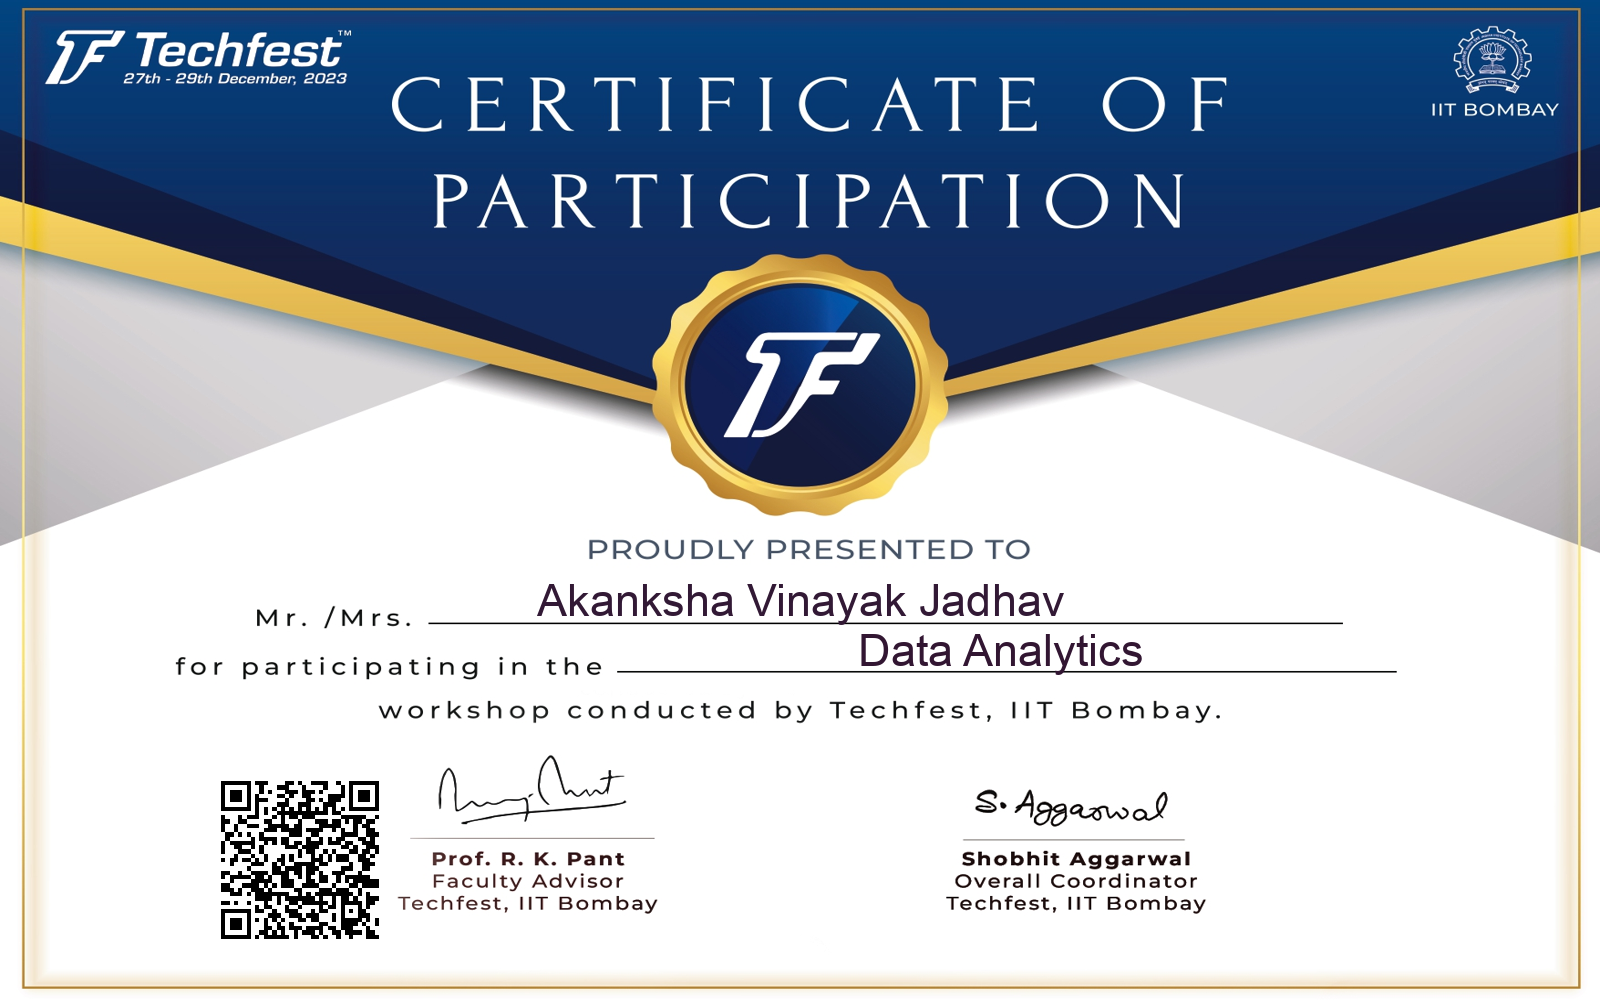 Techfest™
27th - 29th December, 2023
IIT BOMBAY
CERTIFICATE OF
PARTICIPATION
TF
PROUDLY PRESENTED TO
Mr. /Mrs. Akanksha Vinayak Jadhav
for participating in the Data Analytics
workshop conducted by Techfest, IIT Bombay.
S. Aggarwal
Prof. R. K. Pant
Faculty Advisor
Techfest, IIT Bombay
Shobhit Aggarwal
Overall Coordinator
Techfest, IIT Bombay